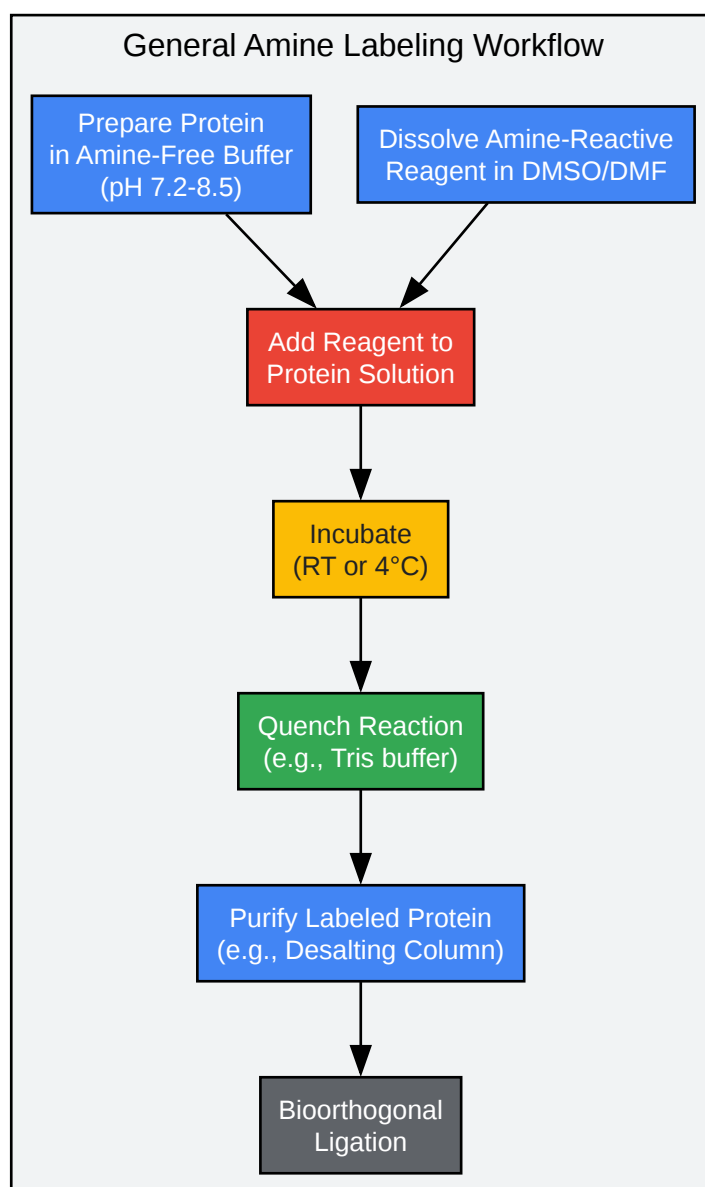 General Amine Labeling Workflow
Prepare Protein
in Amine-Free Buffer
(pH 7.2-8.5)
Dissolve Amine-Reactive
Reagent in DMSO/DMF
Add Reagent to
Protein Solution
Incubate
(RT or 4°C)
Quench Reaction
(e.g., Tris buffer)
Purify Labeled Protein
(e.g., Desalting Column)
Bioorthogonal
Ligation